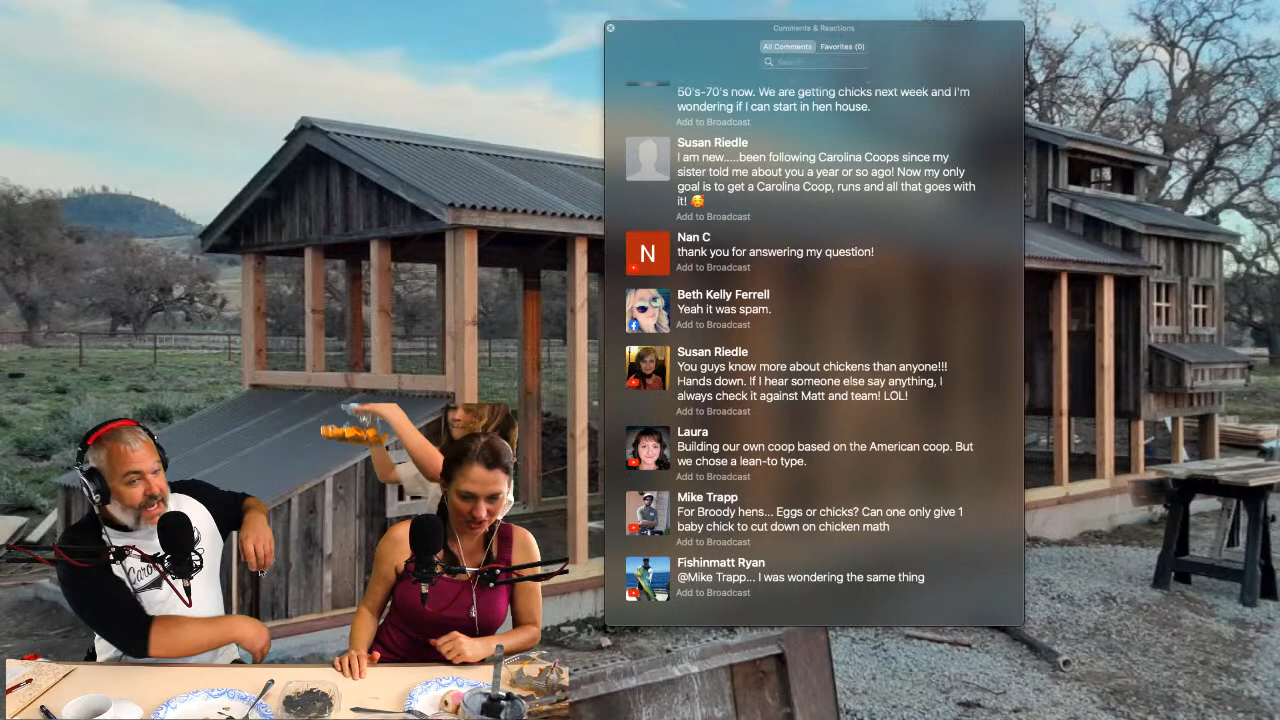 Comments & Reactions
All Comments
Favorites (0)
Search
50's-70's now. We are getting chicks next week and I'm
wondering if I can start in hen house.
Add to Broadcast
Susan Riedle
I am new.....been following Carolina Coops since my
sister told me about you a year or so ago! Now my only
goal is to get a Carolina Coop, runs and all that goes with
it! 🥰
Add to Broadcast
N
Nan C
thank you for answering my question!
Add to Broadcast
Beth Kelly Ferrell
Yeah it was spam.
Add to Broadcast
Susan Riedle
You guys know more about chickens than anyone!!!
Hands down. If I hear someone else say anything, I
always check it against Matt and team! LOL!
Add to Broadcast
Laura
Building our own coop based on the American coop. But
we chose a lean-to type.
Add to Broadcast
Mike Trapp
For Broody hens... Eggs or chicks? Can one only give 1
baby chick to cut down on chicken math
Add to Broadcast
Fishinmatt Ryan
@Mike Trapp... I was wondering the same thing
Add to Broadcast